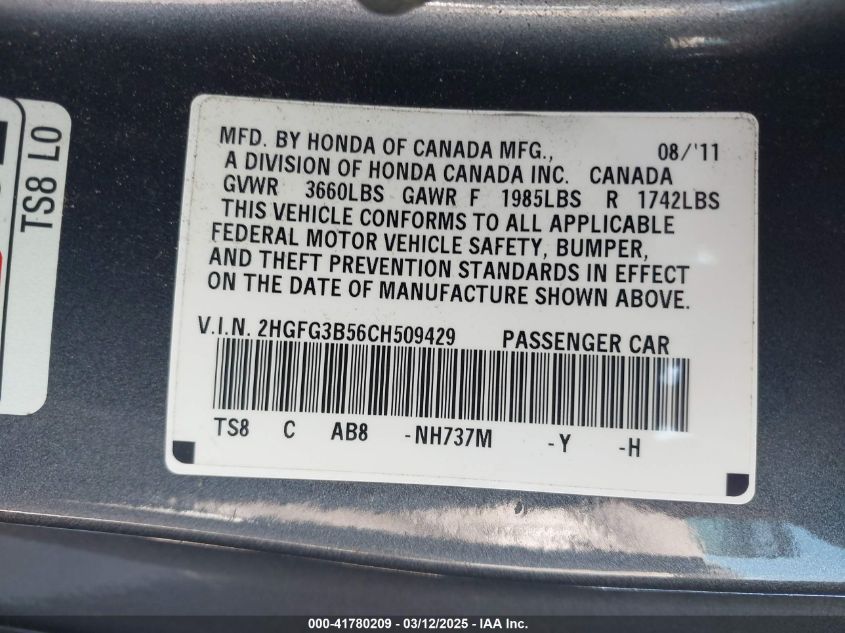 TS8 L0
MFD. BY HONDA OF CANADA MFG., 08/'11
A DIVISION OF HONDA CANADA INC. CANADA
GVWR 3660LBS GAWR F 1985LBS R 1742LBS
THIS VEHICLE CONFORMS TO ALL APPLICABLE
FEDERAL MOTOR VEHICLE SAFETY, BUMPER,
AND THEFT PREVENTION STANDARDS IN EFFECT
ON THE DATE OF MANUFACTURE SHOWN ABOVE.
V.I.N. 2HGFG3B56CH509429 PASSENGER CAR
TS8 C AB8 -NH737M -Y -H
000-41780209 - 03/12/2025 - IAA Inc.